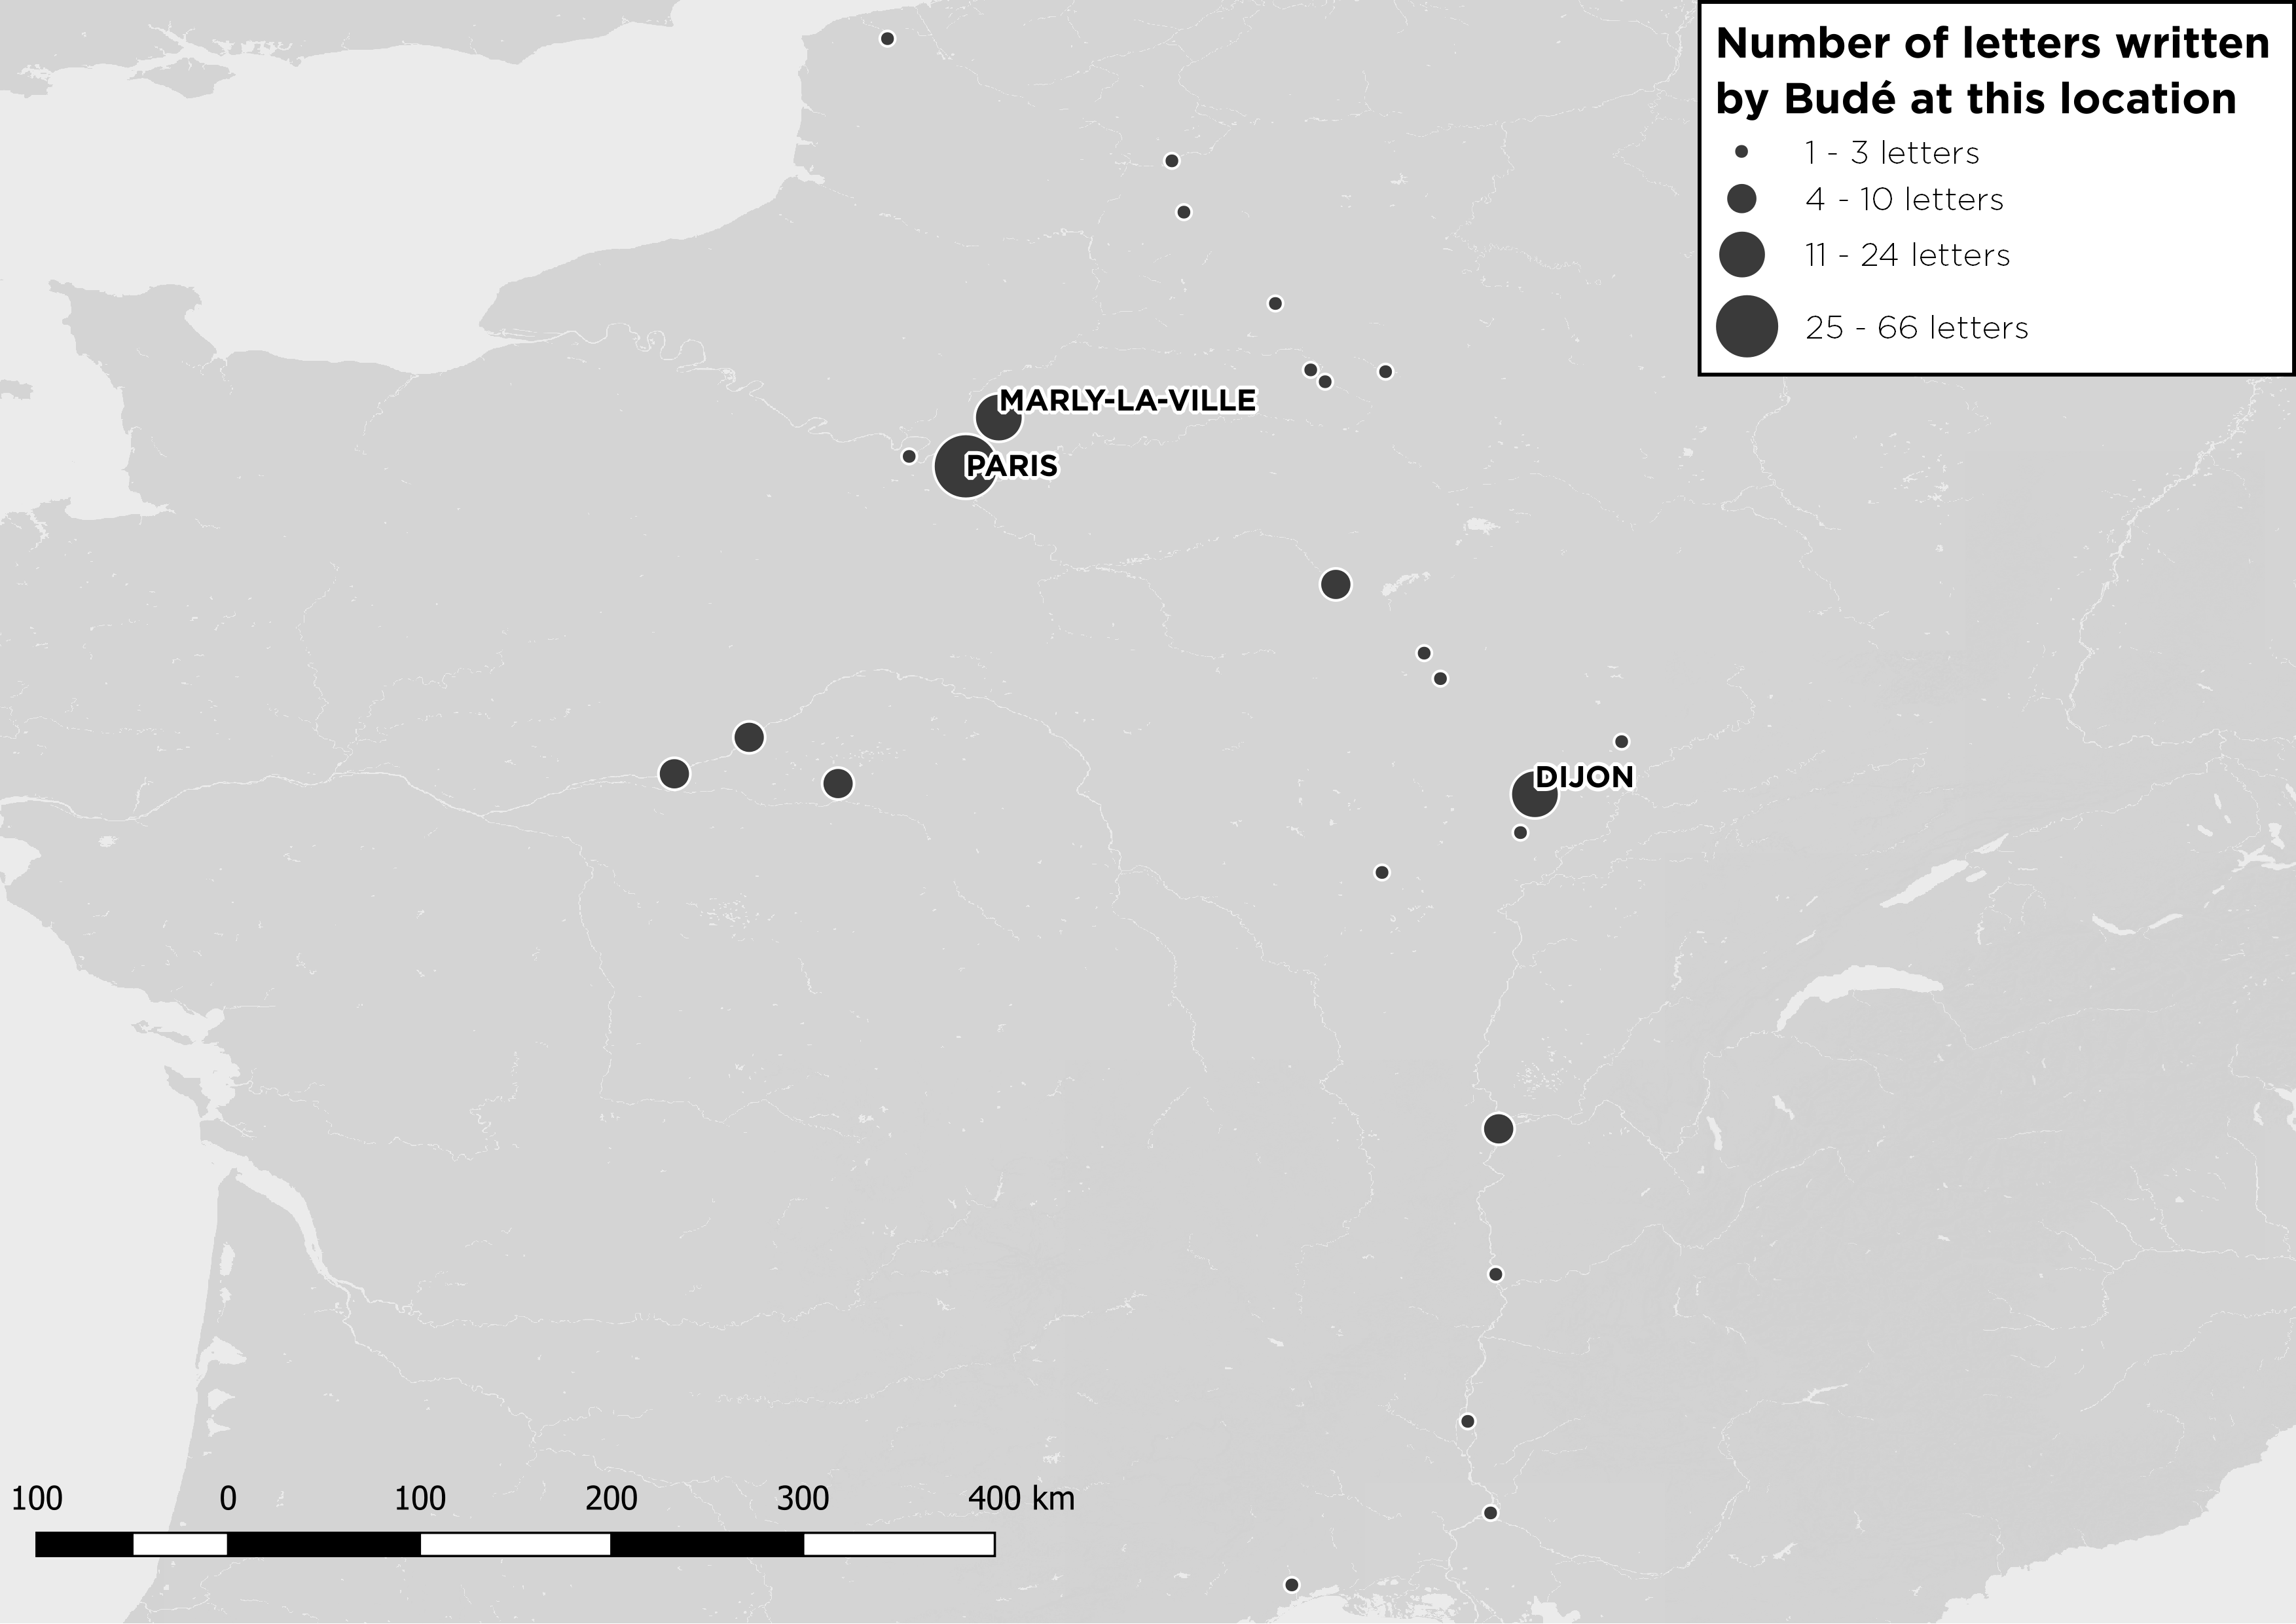 Number of letters written
by Budé at this location
1 - 3 letters
4 - 10 letters
11 - 24 letters
25 - 66 letters
MARLY-LA-VILLE
PARIS
DIJON
100 0 100 200 300 400 km